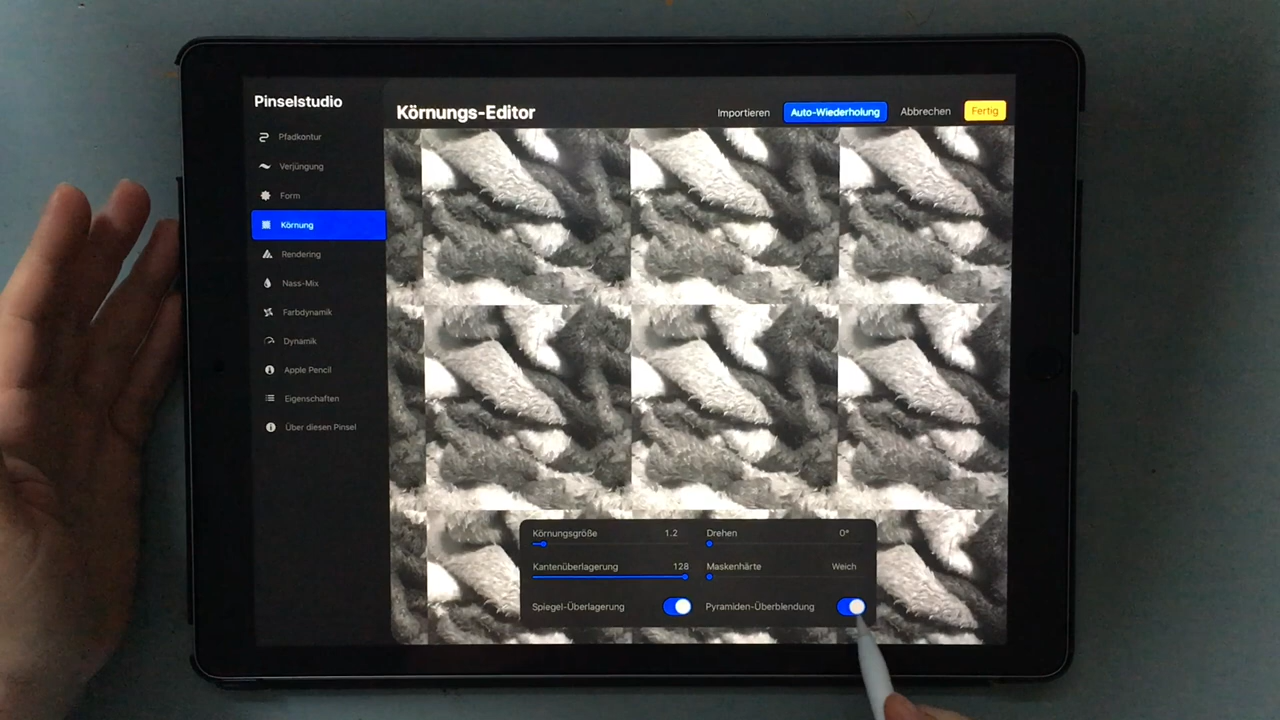 Pinselstudio
Pfadkontur
Verjüngung
Form
Körnung
Rendering
Nass-Mix
Farbdynamik
Dynamik
Apple Pencil
Eigenschaften
Über diesen Pinsel
Körnungs-Editor
Importieren
Auto-Wiederholung
Abbrechen
Fertig
Körnungsgröße 1.2
Drehen 0°
Kantenüberlagerung 128
Maskenhärte Weich
Spiegel-Überlagerung
Pyramiden-Überblendung